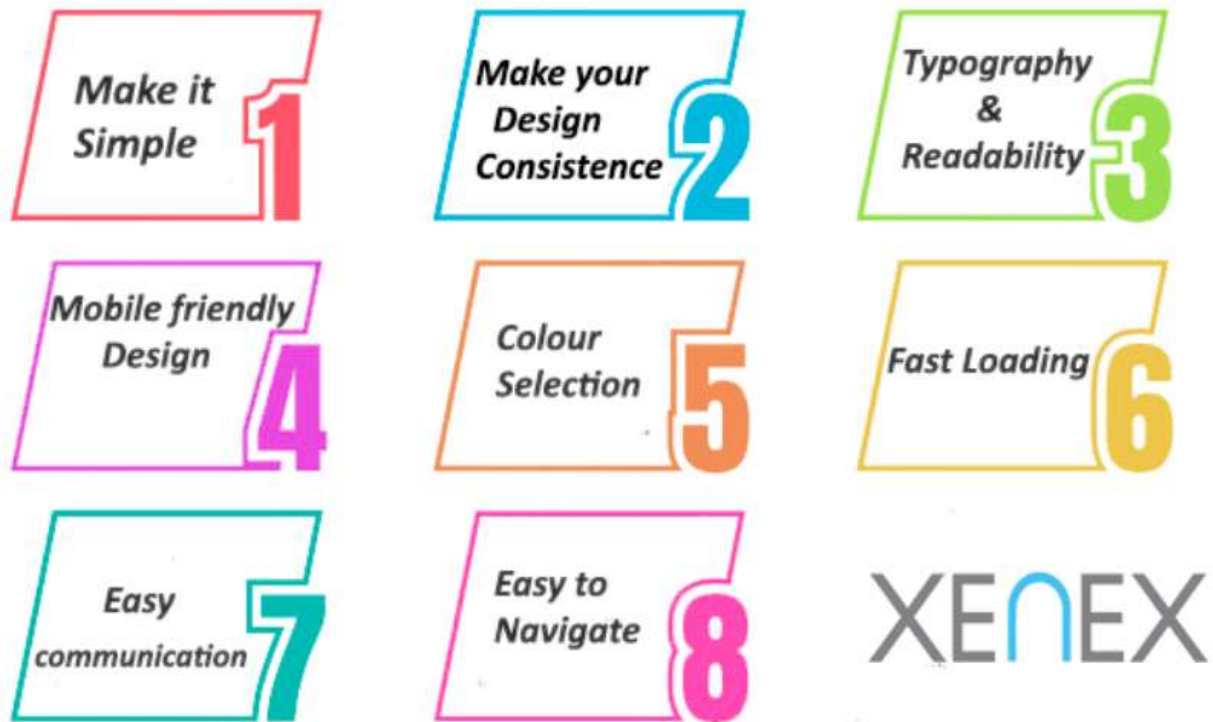 Make it
Simple
1
Make your
Design
Consistence
2
Typography
&
Readability
3
Mobile friendly
Design
4
Colour
Selection
5
Fast Loading
6
Easy
communication
7
Easy to
Navigate
8
XENEX